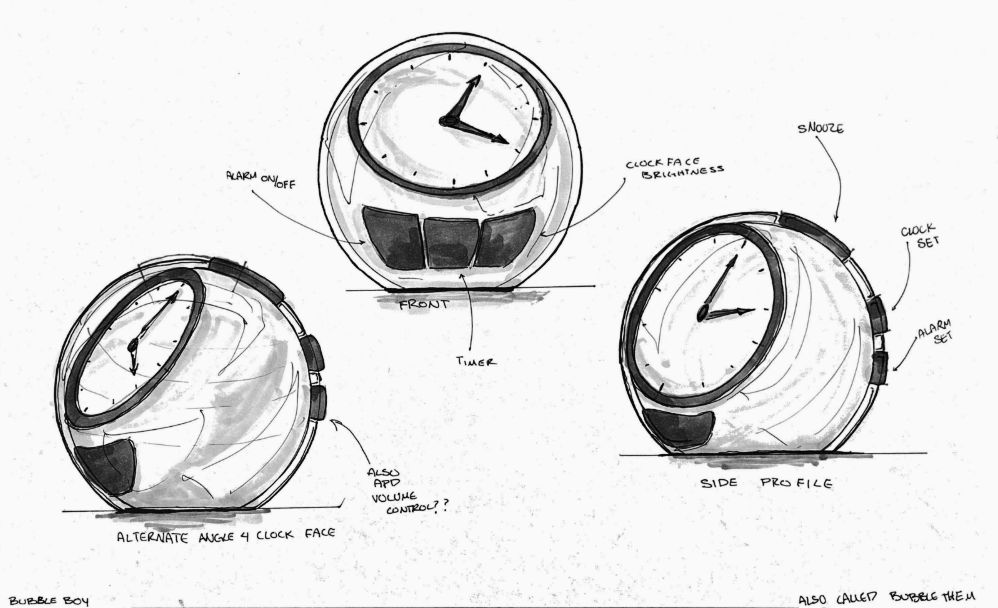 SNOOZE
ALARM ON/OFF
CLOCK FACE
BRIGHTNESS
CLOCK
SET
ALARM
SET
FRONT
TIMER
ALSO
ADD
VOLUME
CONTROL??
SIDE PROFILE
ALTERNATE ANGLE 4 CLOCK FACE
BUBBLE BOY
ALSO CALLED BUBBLE THEM